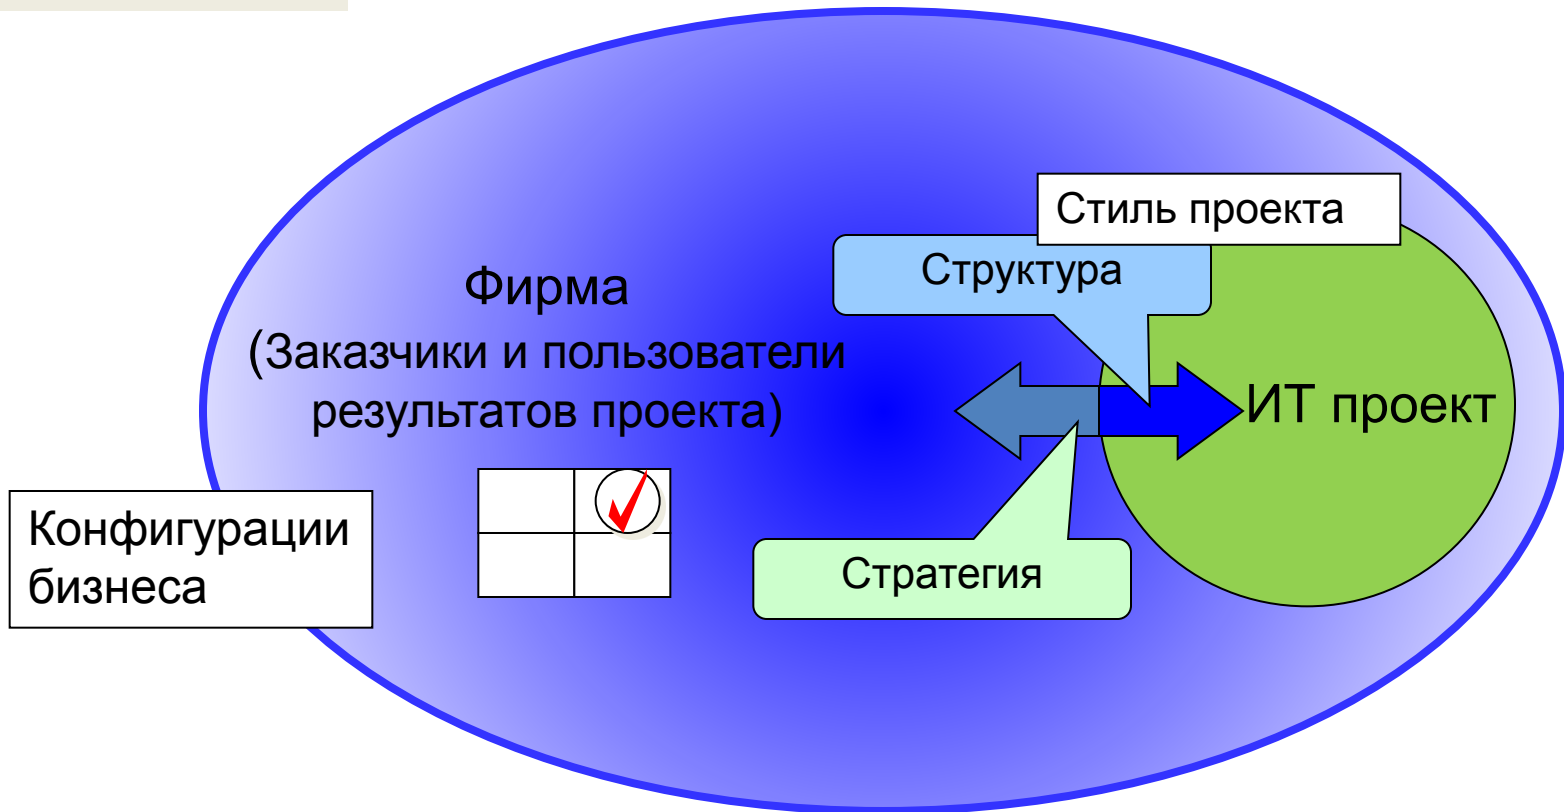 Стиль проекта
Структура
Фирма
(Заказчики и пользователи
результатов проекта)
ИТ проект
Конфигурации
бизнеса
Стратегия